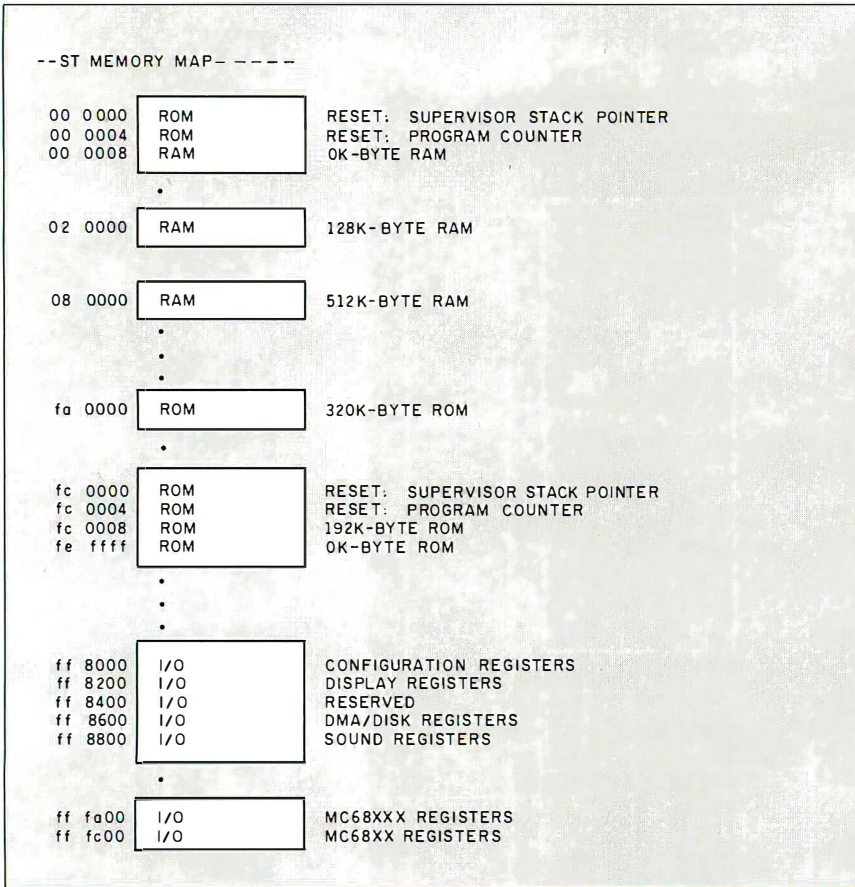 --ST MEMORY MAP- ----
00 0000 ROM RESET: SUPERVISOR STACK POINTER
00 0004 ROM RESET: PROGRAM COUNTER
00 0008 RAM 0K-BYTE RAM
02 0000 RAM 128K-BYTE RAM
08 0000 RAM 512K-BYTE RAM
fa 0000 ROM 320K-BYTE ROM
fc 0000 ROM RESET: SUPERVISOR STACK POINTER
fc 0004 ROM RESET: PROGRAM COUNTER
fc 0008 ROM 192K-BYTE ROM
fe ffff ROM 0K-BYTE ROM
ff 8000 I/O CONFIGURATION REGISTERS
ff 8200 I/O DISPLAY REGISTERS
ff 8400 I/O RESERVED
ff 8600 I/O DMA/DISK REGISTERS
ff 8800 I/O SOUND REGISTERS
ff fa00 I/O MC68XXX REGISTERS
ff fc00 I/O MC68XX REGISTERS